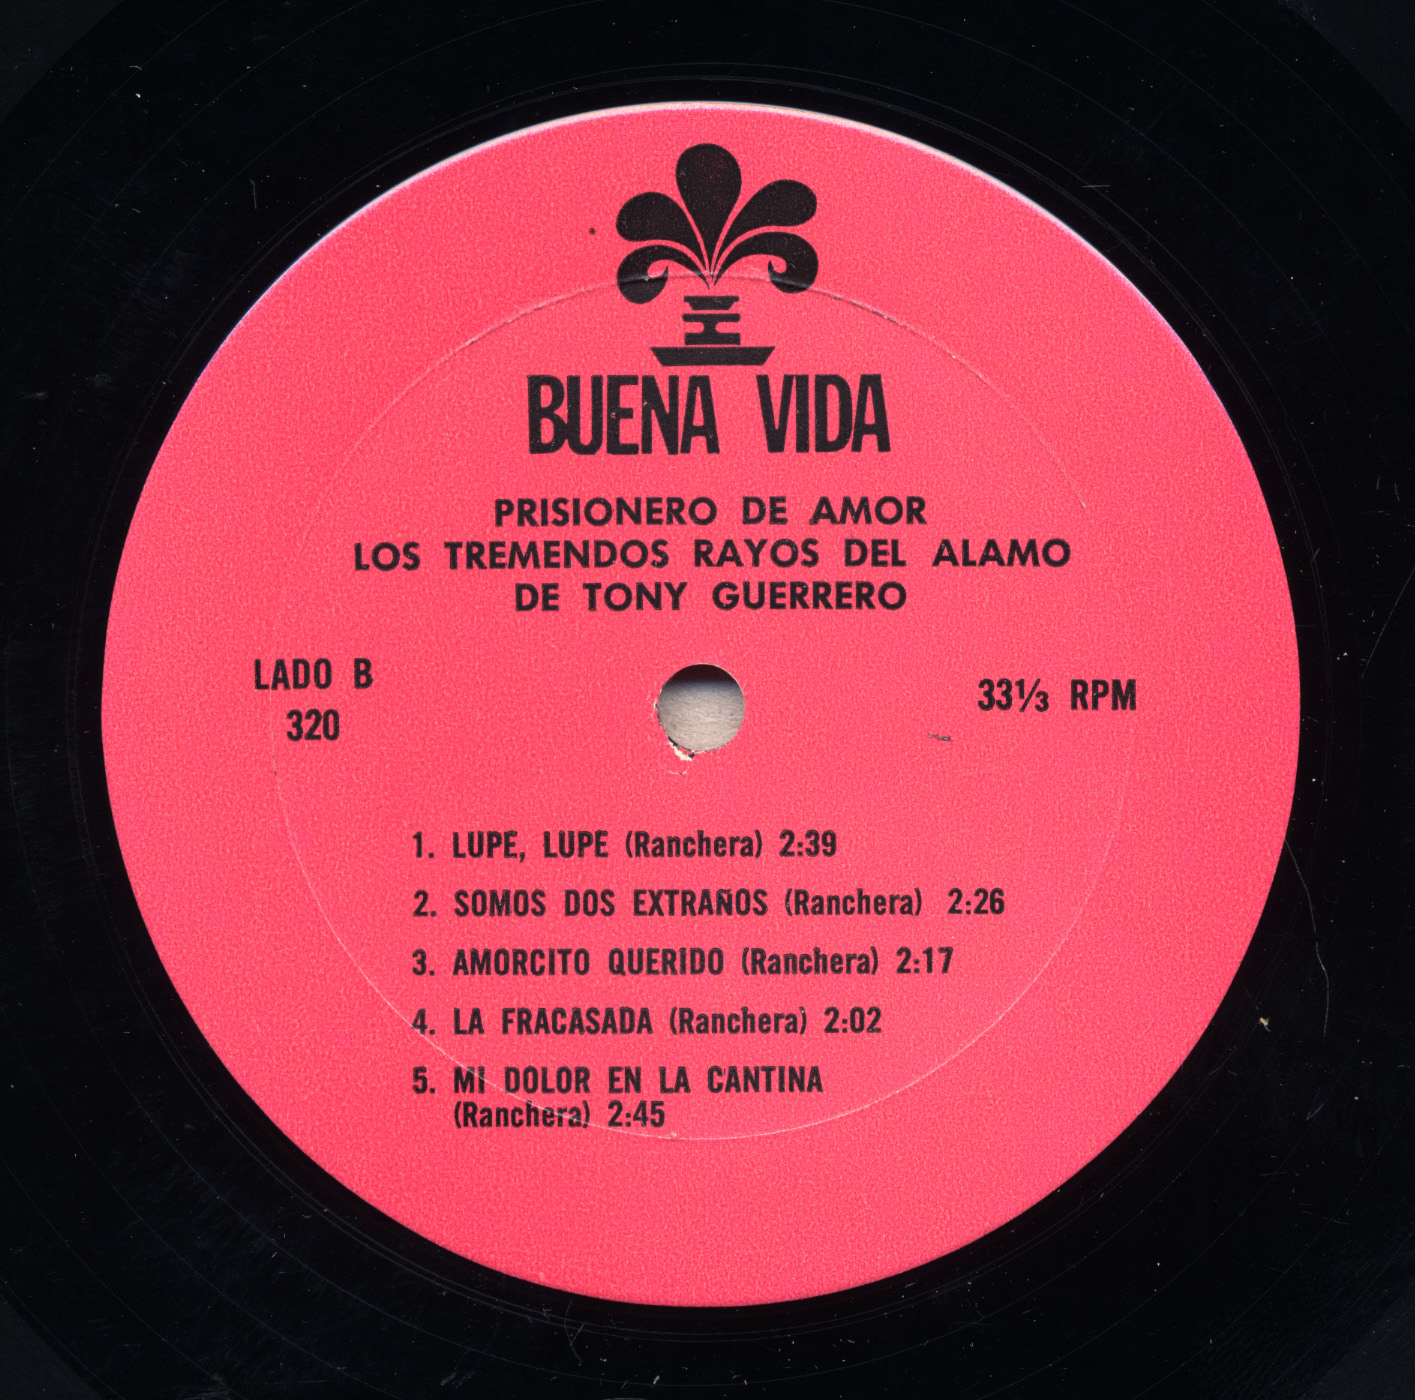 BUENA VIDA
PRISIONERO DE AMOR
LOS TREMENDOS RAYOS DEL ALAMO
DE TONY GUERRERO
LADO B
320
33⅓ RPM
1. LUPE, LUPE (Ranchera) 2:39
2. SOMOS DOS EXTRAÑOS (Ranchera) 2:26
3. AMORCITO QUERIDO (Ranchera) 2:17
4. LA FRACASADA (Ranchera) 2:02
5. MI DOLOR EN LA CANTINA
(Ranchera) 2:45